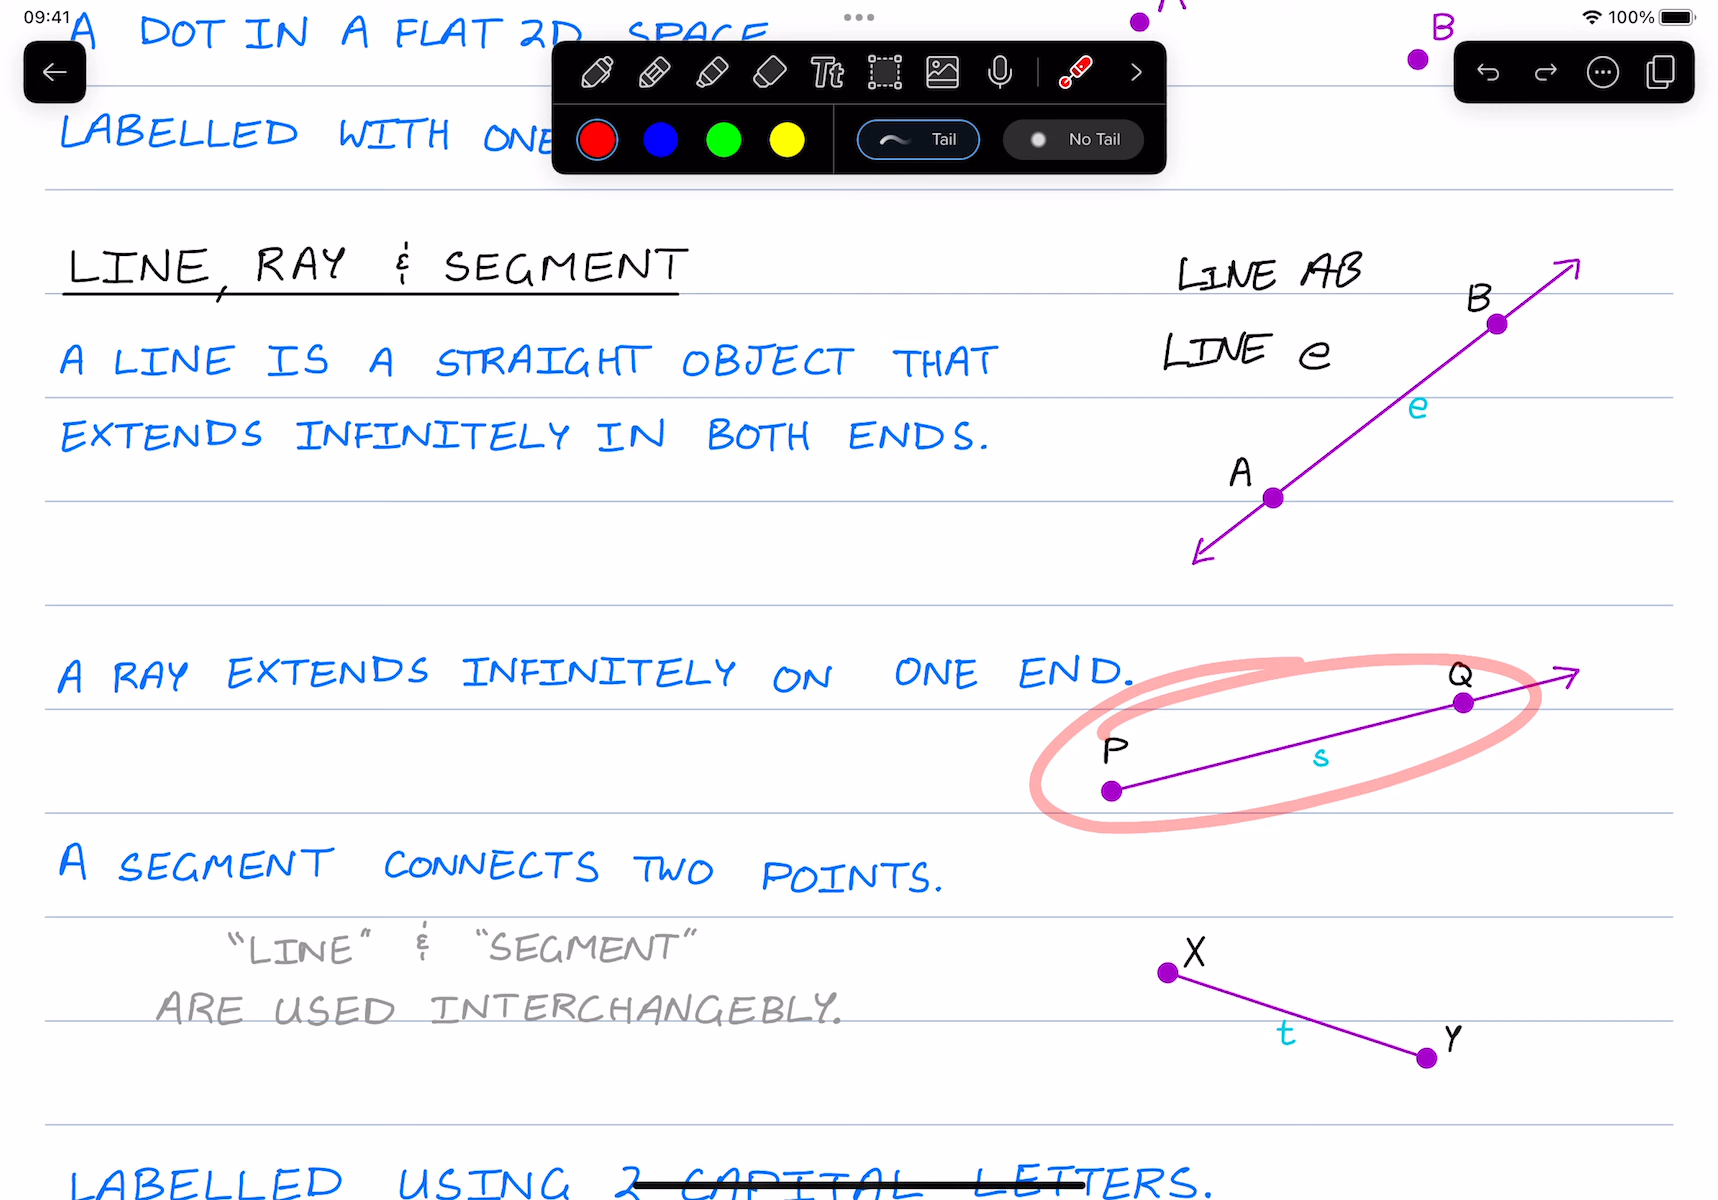 09:41
100%
A DOT IN A FLAT 2D SPACE
B
Tt
LABELLED WITH ONE
Tail
No Tail
LINE, RAY & SEGMENT
LINE AB
B
A LINE IS A STRAIGHT OBJECT THAT
LINE e
e
EXTENDS INFINITELY IN BOTH ENDS.
A
A RAY EXTENDS INFINITELY ON ONE END.
Q
P
s
A SEGMENT CONNECTS TWO POINTS.
"LINE" & "SEGMENT"
X
ARE USED INTERCHANGEBLY.
t
Y
LABELLED USING 2 CAPITAL LETTERS.